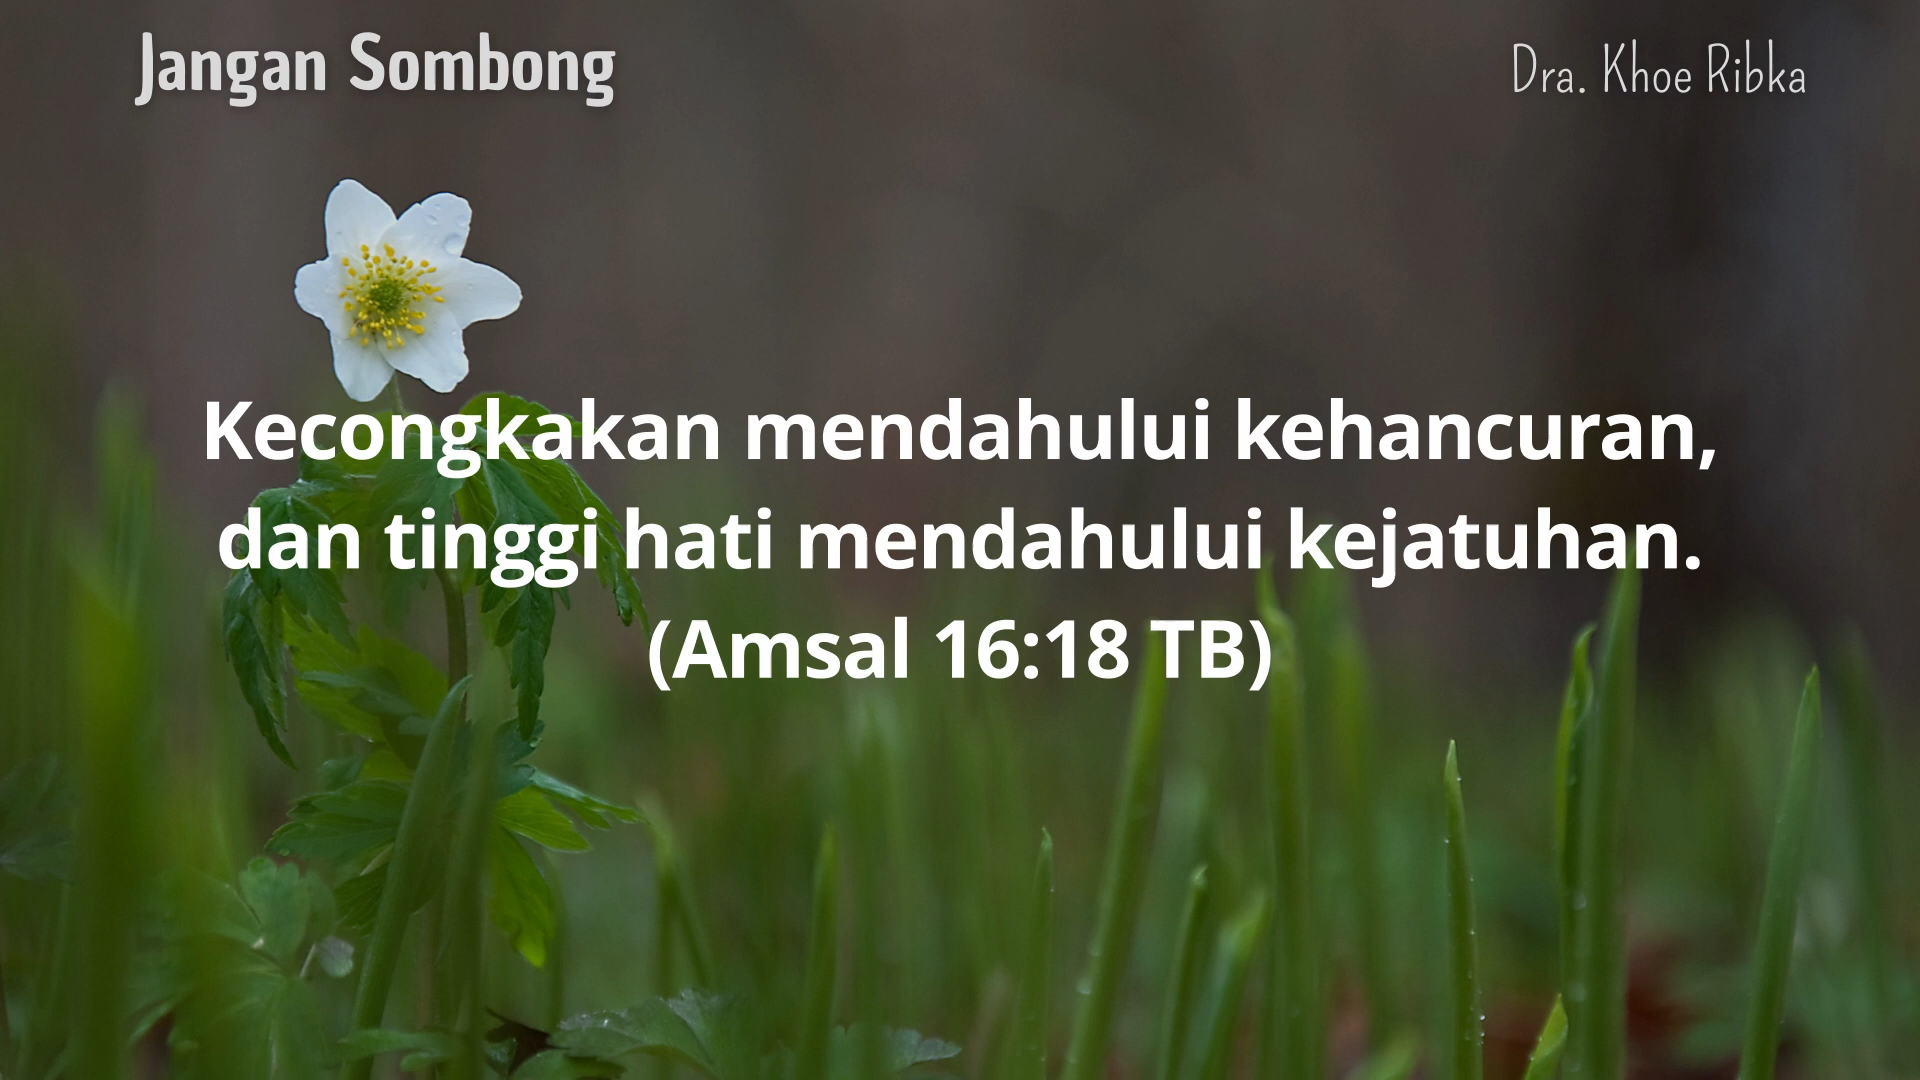 Jangan Sombong
Dra. Khoe Ribka
Kecongkakan mendahului kehancuran,
dan tinggi hati mendahului kejatuhan.
(Amsal 16:18 TB)